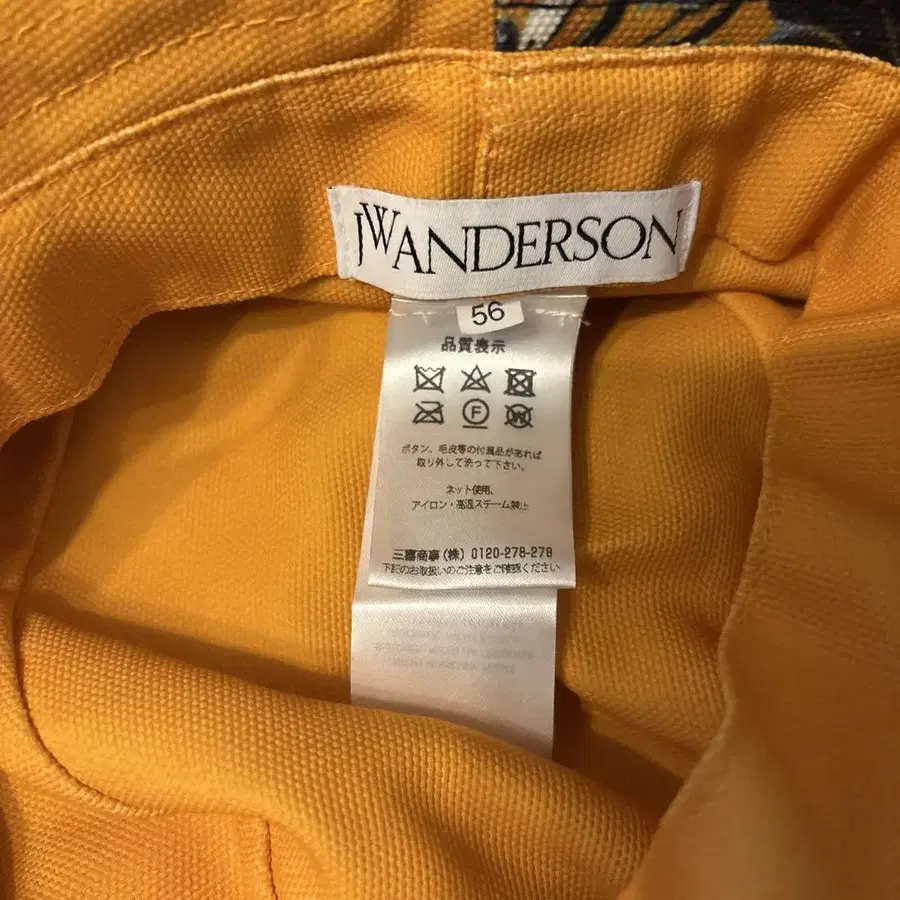 JWANDERSON
56
品質表示
F
W
ボタン、毛皮等の付属品があれば
取り外して洗って下さい。
ネット使用、
アイロン・高温スチーム禁止
三喜商事(株) 0120-278-278
下記のお取扱いのご注意をご確認ください